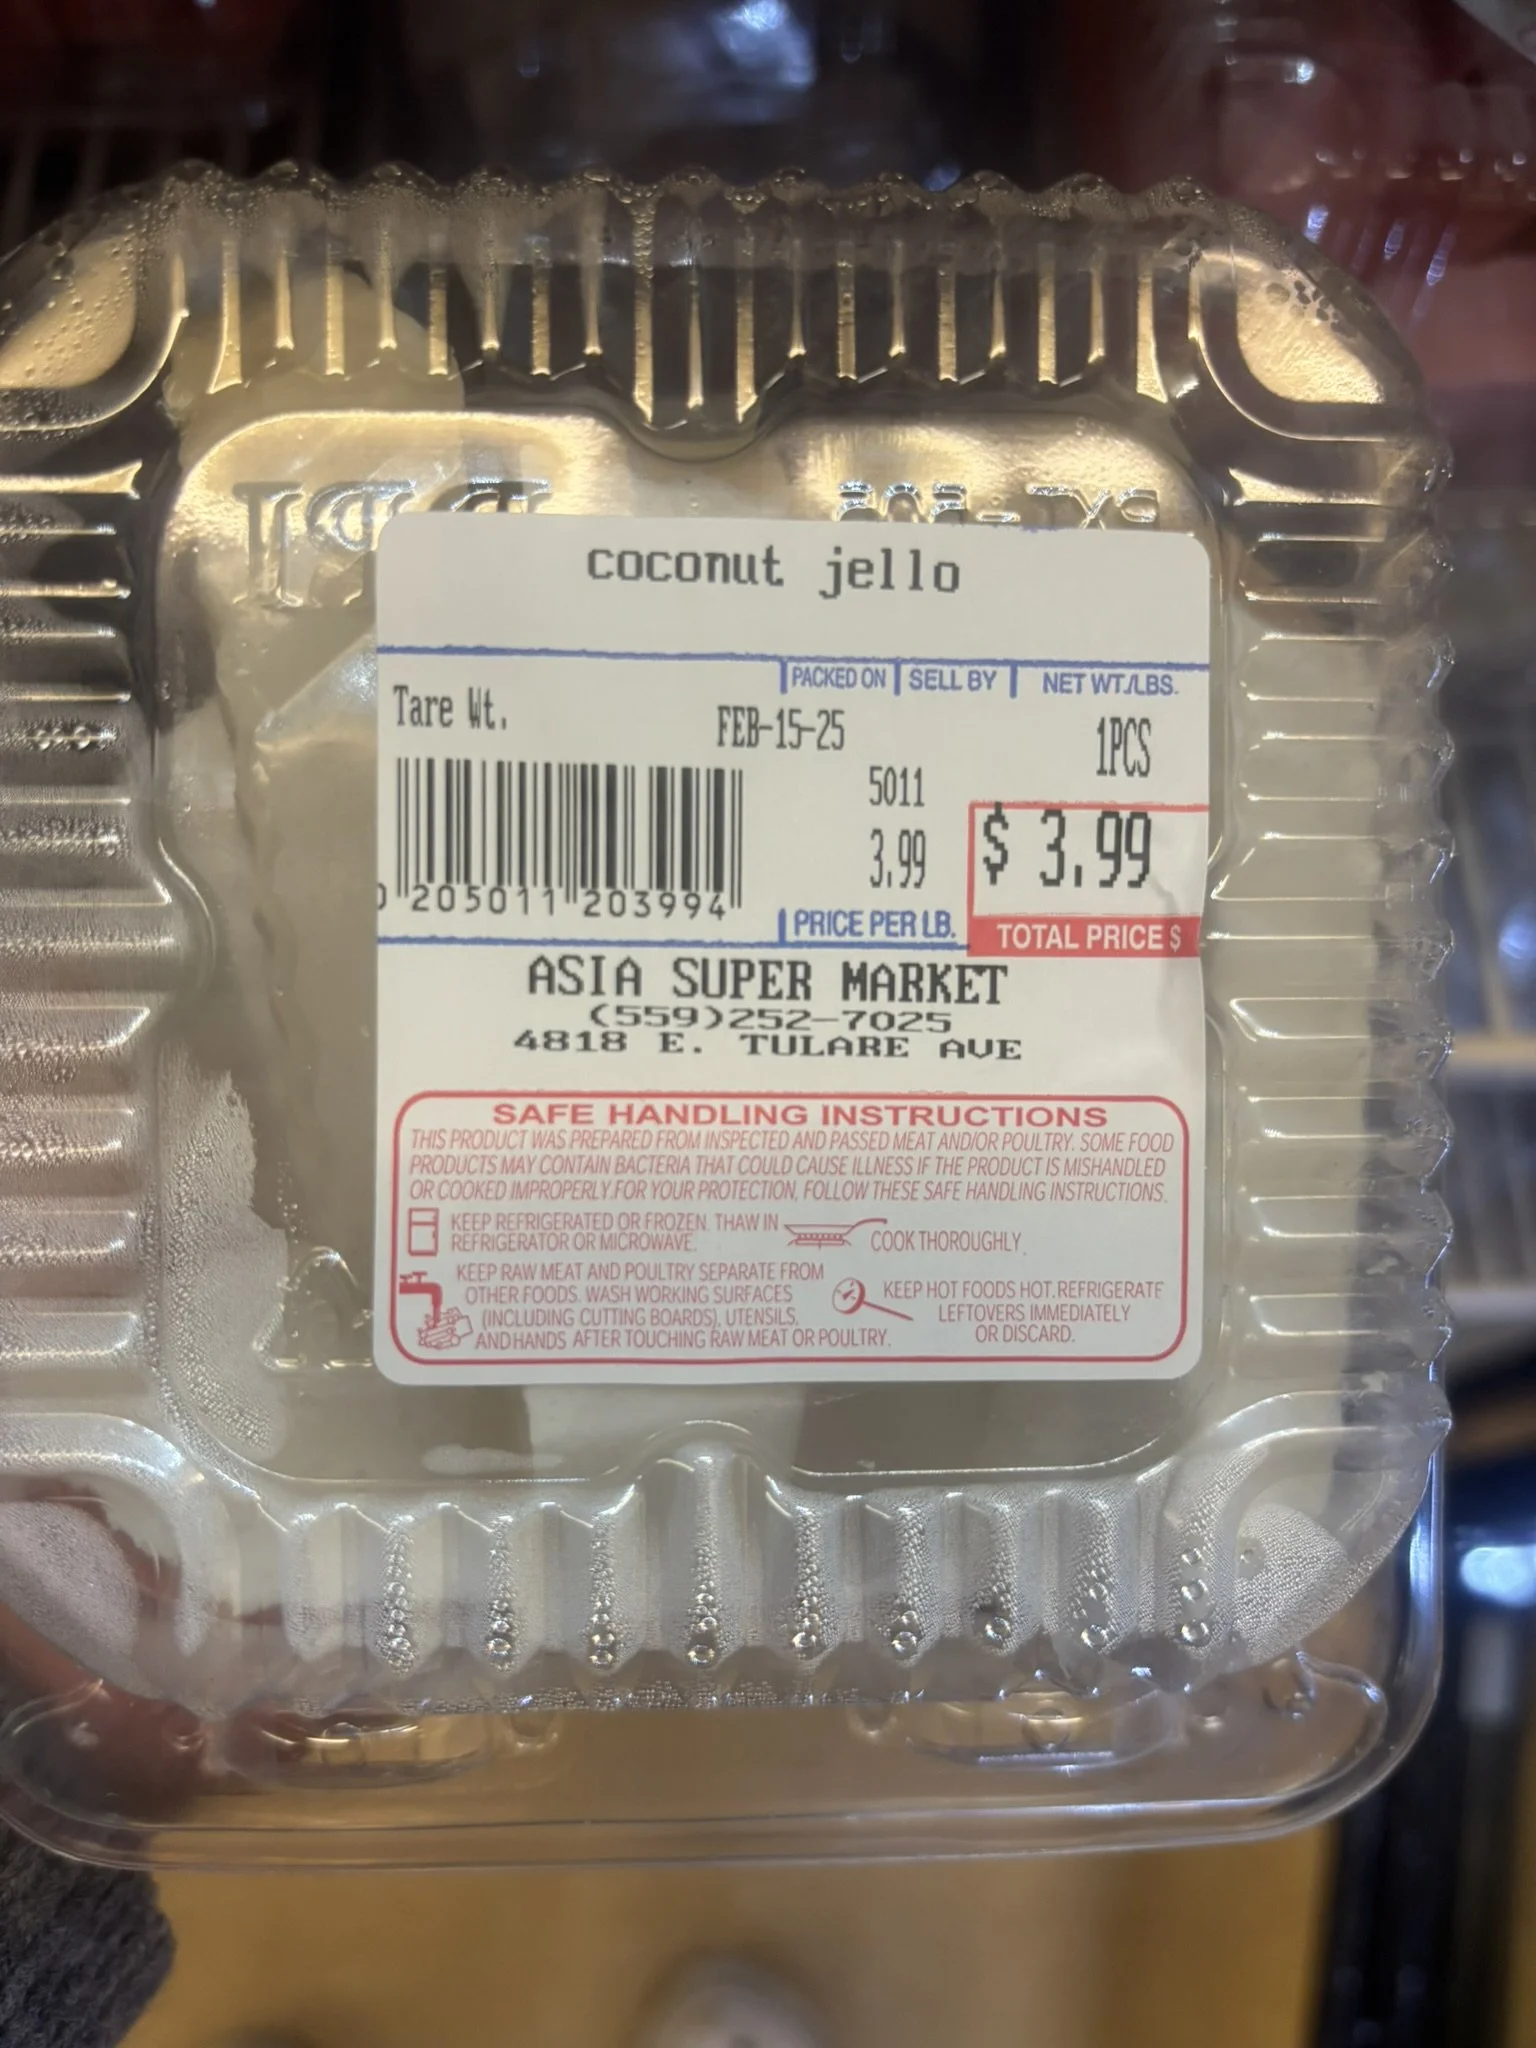 coconut jello
PACKED ON SELL BY NET WT./LBS.
Tare Wt. FEB-15-25 1PCS
5011
3.99 $ 3.99
0 205011 203994
PRICE PER LB. TOTAL PRICE $
ASIA SUPER MARKET
(559)252-7025
4818 E. TULARE AVE
SAFE HANDLING INSTRUCTIONS
THIS PRODUCT WAS PREPARED FROM INSPECTED AND PASSED MEAT AND/OR POULTRY. SOME FOOD
PRODUCTS MAY CONTAIN BACTERIA THAT COULD CAUSE ILLNESS IF THE PRODUCT IS MISHANDLED
OR COOKED IMPROPERLY.FOR YOUR PROTECTION, FOLLOW THESE SAFE HANDLING INSTRUCTIONS.
KEEP REFRIGERATED OR FROZEN. THAW IN
REFRIGERATOR OR MICROWAVE.
COOK THOROUGHLY.
KEEP RAW MEAT AND POULTRY SEPARATE FROM
OTHER FOODS. WASH WORKING SURFACES
(INCLUDING CUTTING BOARDS), UTENSILS,
AND HANDS AFTER TOUCHING RAW MEAT OR POULTRY.
KEEP HOT FOODS HOT. REFRIGERATE
LEFTOVERS IMMEDIATELY
OR DISCARD.